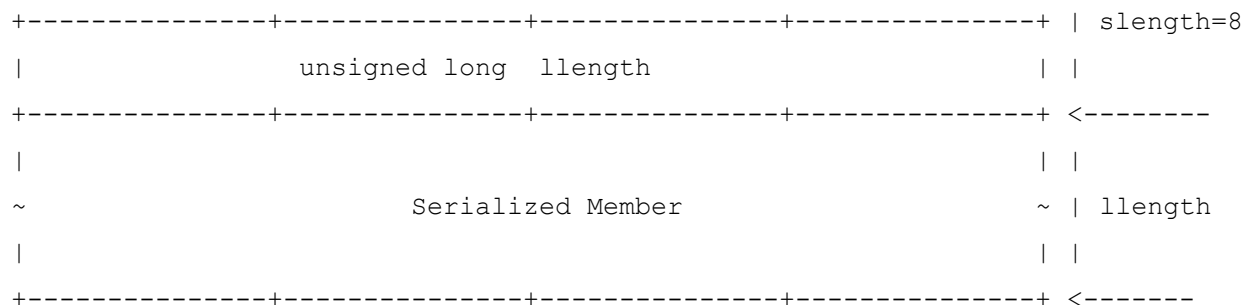 +---------------+---------------+---------------+---------------+ | slength=8
| unsigned long llength | |
+---------------+---------------+---------------+---------------+ <--------
| | |
~ Serialized Member ~ | llength
| | |
+---------------+---------------+---------------+---------------+ <-------